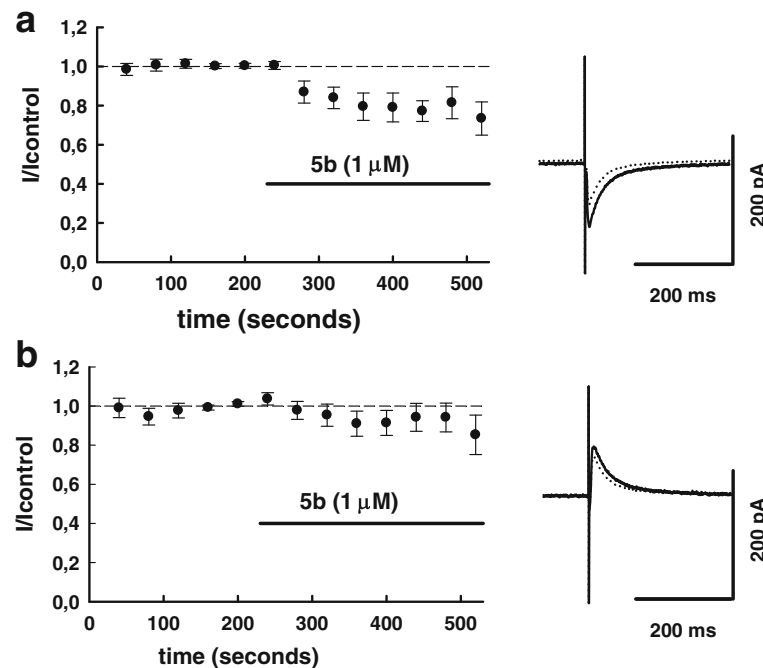 a
1,2
1,0
0,8
0,6
0,4
0,2
0,0
I/Icontrol
5b (1 µM)
0
100
200
300
400
500
time (seconds)
200 pA
200 ms
b
1,2
1,0
0,8
0,6
0,4
0,2
0,0
I/Icontrol
5b (1 µM)
0
100
200
300
400
500
time (seconds)
200 pA
200 ms